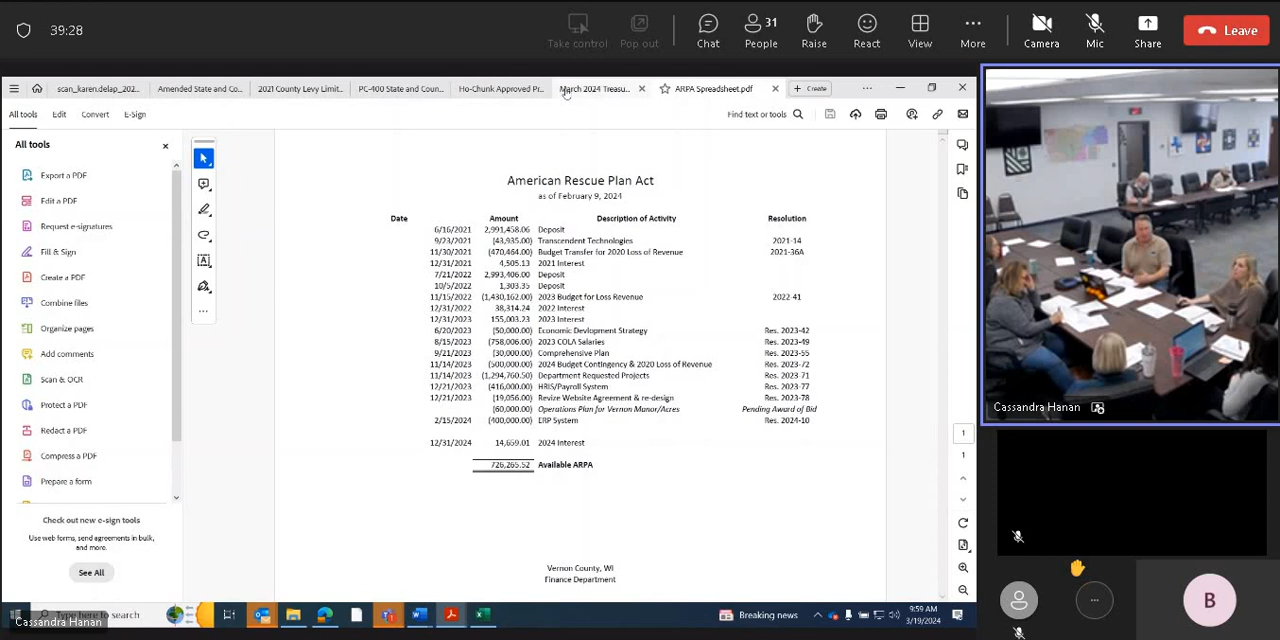 39:28
Take control
Pop out
Chat
31
People
Raise
React
View
More
Camera
Mic
Share
Leave
scan_karen.delap_202...
Amended State and Co...
2021 County Levy Limit...
PC-400 State and Coun...
Ho-Chunk Approved Pr...
March 2024 Treasu...
ARPA Spreadsheet.pdf
Create
All tools
Edit
Convert
E-Sign
Find text or tools
All tools
Export a PDF
Edit a PDF
Request e-signatures
Fill & Sign
Create a PDF
Combine files
Organize pages
Add comments
Scan & OCR
Protect a PDF
Redact a PDF
Compress a PDF
Prepare a form
Check out new e-sign tools
Use web forms, send agreements in bulk,
and more.
See All
American Rescue Plan Act
as of February 9, 2024
Date Amount Description of Activity Resolution
6/16/2021 2,991,458.06 Deposit
9/23/2021 (43,935.00) Transcendent Technologies 2021-14
11/30/2021 (470,464.00) Budget Transfer for 2020 Loss of Revenue 2021-36A
12/31/2021 4,505.13 2021 Interest
7/21/2022 2,993,406.00 Deposit
10/5/2022 1,303.35 Deposit
11/15/2022 (1,430,162.00) 2023 Budget for Loss Revenue 2022-41
12/31/2022 38,314.24 2022 Interest
12/31/2023 155,003.23 2023 Interest
6/20/2023 (50,000.00) Economic Devlopment Strategy Res. 2023-42
8/15/2023 (758,006.00) 2023 COLA Salaries Res. 2023-49
9/21/2023 (30,000.00) Comprehensive Plan Res. 2023-55
11/14/2023 (500,000.00) 2024 Budget Contingency & 2020 Loss of Revenue Res. 2023-72
11/14/2023 (1,294,760.50) Department Requested Projects Res. 2023-71
12/21/2023 (416,000.00) HRIS/Payroll System Res. 2023-77
12/21/2023 (19,056.00) Revize Website Agreement & re-design Res. 2023-78
(60,000.00) Operations Plan for Vernon Manor/Acres Pending Award of Bid
2/15/2024 (400,000.00) ERP System Res. 2024-10
12/31/2024 14,659.01 2024 Interest
726,265.52 Available ARPA
Vernon County, WI
Finance Department
1
1
Cassandra Hanan
B
Type here to search
Breaking news
9:59 AM
3/19/2024
Cassandra Hanan